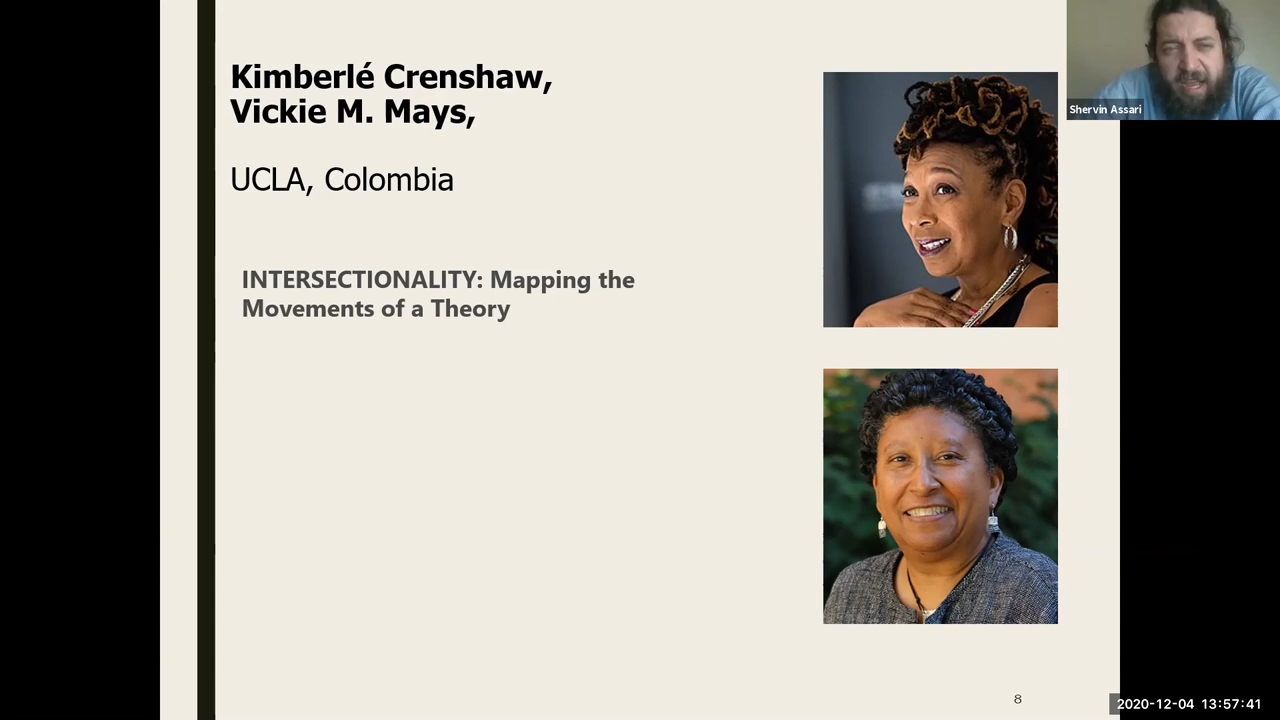 Kimberlé Crenshaw,
Vickie M. Mays,
UCLA, Colombia
INTERSECTIONALITY: Mapping the
Movements of a Theory
Shervin Assari
8
2020-12-04 13:57:41